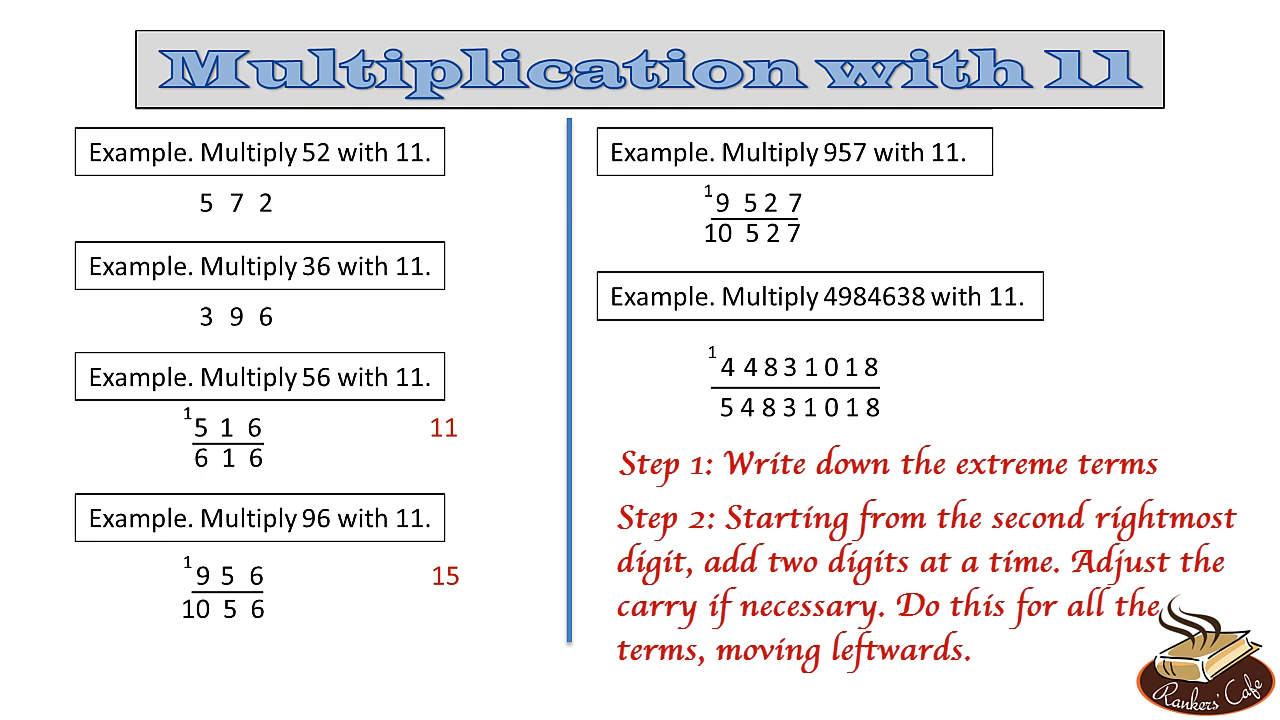 Multiplication with 11
Example. Multiply 52 with 11.
5 7 2
Example. Multiply 36 with 11.
3 9 6
Example. Multiply 56 with 11.
1 5 1 6 11
6 1 6
Example. Multiply 96 with 11.
1 9 5 6 15
10 5 6
Example. Multiply 957 with 11.
1 9 5 2 7
10 5 2 7
Example. Multiply 4984638 with 11.
1 4 4 8 3 1 0 1 8
5 4 8 3 1 0 1 8
Step 1: Write down the extreme terms
Step 2: Starting from the second rightmost
digit, add two digits at a time. Adjust the
carry if necessary. Do this for all the
terms, moving leftwards.
Rankers' Cafe